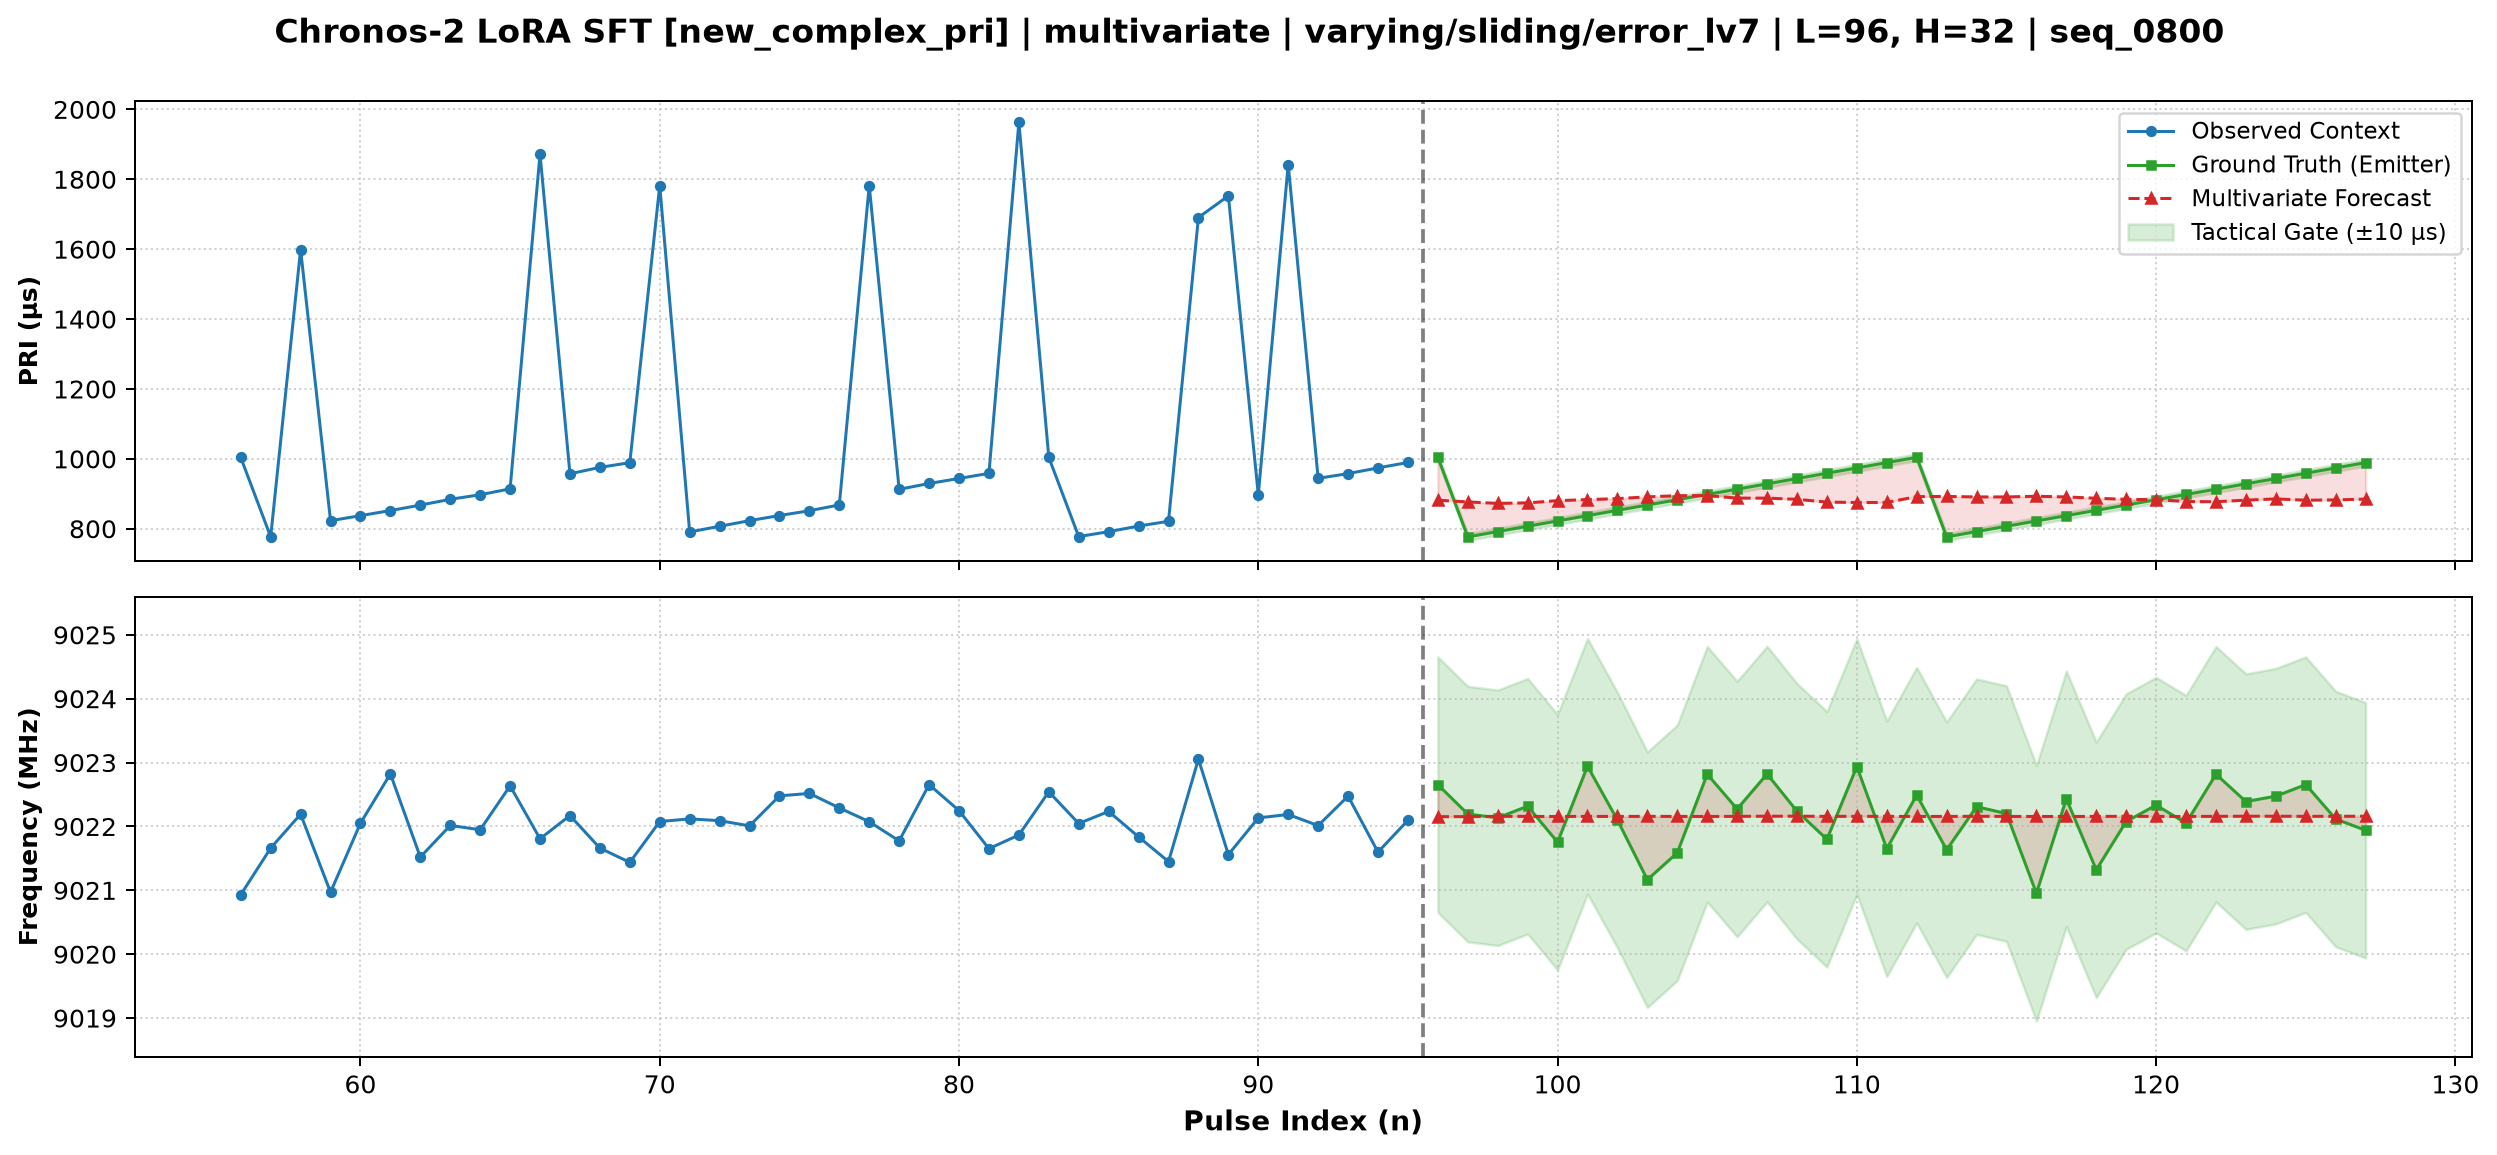 Chronos-2 LoRA SFT [new_complex_pri] | multivariate | varying/sliding/error_lv7 | L=96, H=32 | seq_0800
2000
1800
1600
1400
1200
1000
800
PRI (µs)
Observed Context
Ground Truth (Emitter)
Multivariate Forecast
Tactical Gate (±10 µs)
9025
9024
9023
9022
9021
9020
9019
Frequency (MHz)
60
70
80
90
100
110
120
130
Pulse Index (n)